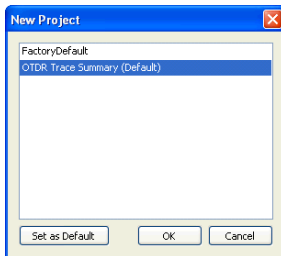 New Project
FactoryDefault
OTDR Trace Summary (Default)
Set as Default
OK
Cancel